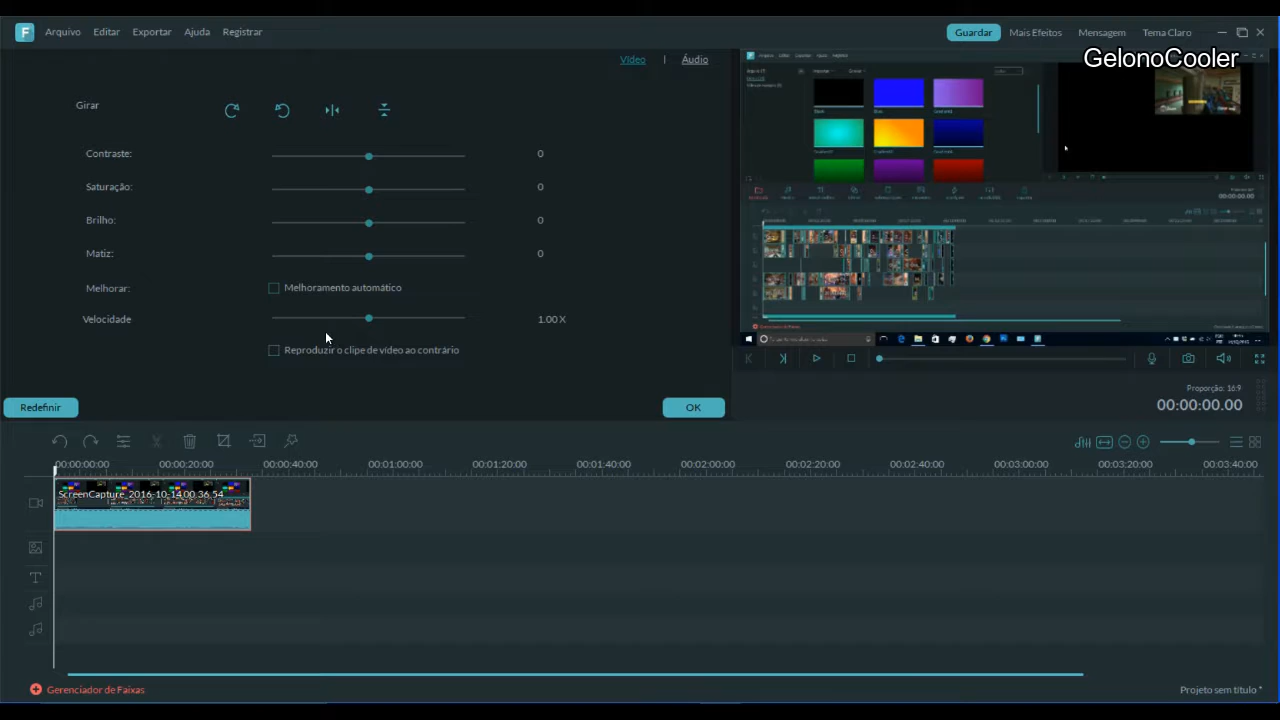 F Arquivo Editar Exportar Ajuda Registrar Guardar Mais Efeitos Mensagem Tema Claro
GelonoCooler
Vídeo | Áudio
Girar
Contraste: 0
Saturação: 0
Brilho: 0
Matiz: 0
Melhorar: Melhoramento automático
Velocidade 1.00 X
Reproduzir o clipe de vídeo ao contrário
Proporção: 16:9
00:00:00.00
Redefinir OK
00:00:00:00 00:00:20:00 00:00:40:00 00:01:00:00 00:01:20:00 00:01:40:00 00:02:00:00 00:02:20:00 00:02:40:00 00:03:00:00 00:03:20:00 00:03:40:00
ScreenCapture_2016-10-14 00.36.54
T
Gerenciador de Faixas Projeto sem título *